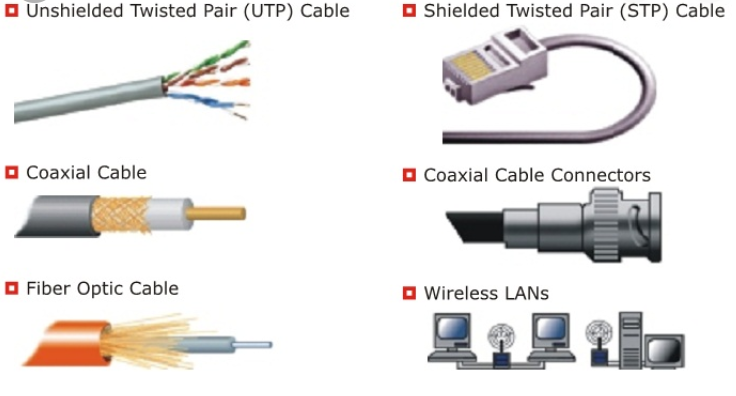 Unshielded Twisted Pair (UTP) Cable
Shielded Twisted Pair (STP) Cable
Coaxial Cable
Coaxial Cable Connectors
Fiber Optic Cable
Wireless LANs